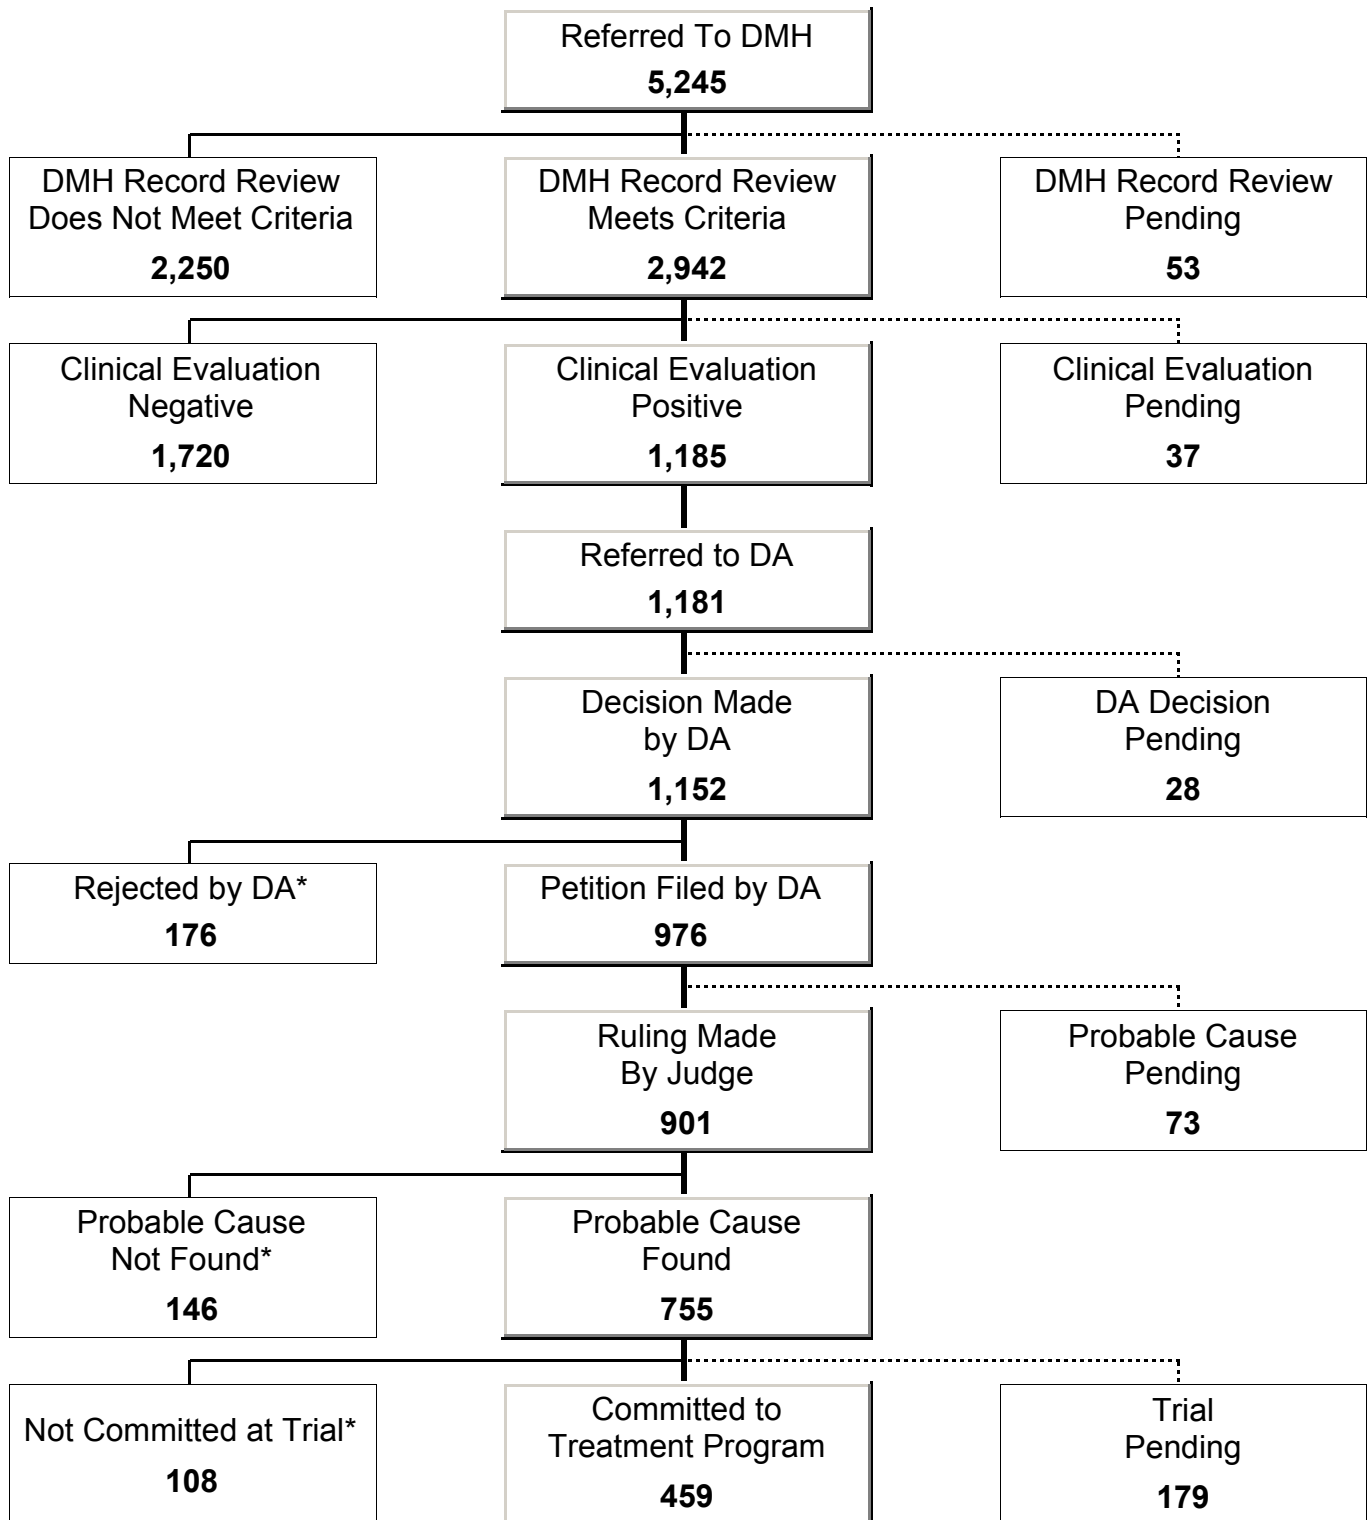 Referred To DMH
5,245
DMH Record Review
Does Not Meet Criteria
2,250
DMH Record Review
Meets Criteria
2,942
DMH Record Review
Pending
53
Clinical Evaluation
Negative
1,720
Clinical Evaluation
Positive
1,185
Clinical Evaluation
Pending
37
Referred to DA
1,181
Decision Made
by DA
1,152
DA Decision
Pending
28
Rejected by DA*
176
Petition Filed by DA
976
Ruling Made
By Judge
901
Probable Cause
Pending
73
Probable Cause
Not Found*
146
Probable Cause
Found
755
Not Committed at Trial*
108
Committed to
Treatment Program
459
Trial
Pending
179